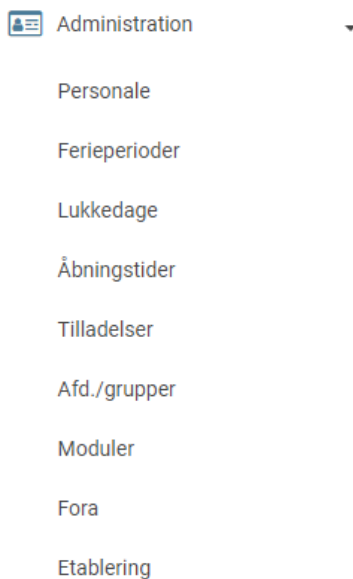 Administration
Personale
Ferieperioder
Lukkedage
Åbningstider
Tilladelser
Afd./grupper
Moduler
Fora
Etablering